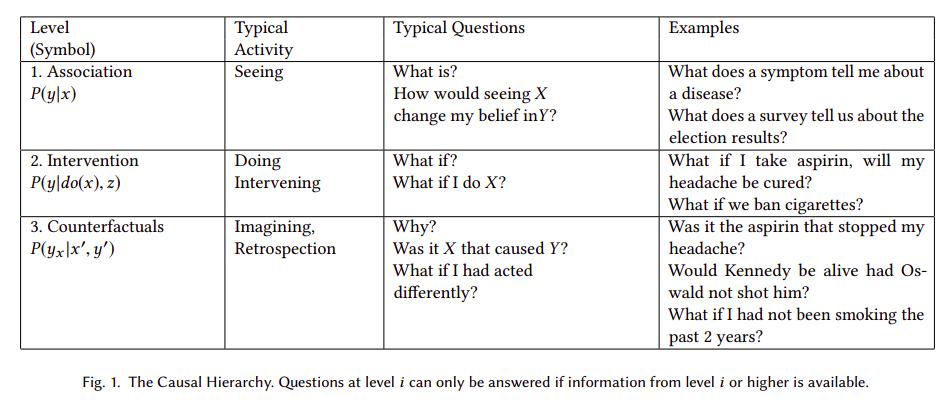 Level
(Symbol)
Typical
Activity
Typical Questions
Examples
1. Association
P(y|x)
Seeing
What is?
How would seeing X
change my belief inY?
What does a symptom tell me about
a disease?
What does a survey tell us about the
election results?
2. Intervention
P(y|do(x), z)
Doing
Intervening
What if?
What if I do X?
What if I take aspirin, will my
headache be cured?
What if we ban cigarettes?
3. Counterfactuals
P(yₓ|x′, y′)
Imagining,
Retrospection
Why?
Was it X that caused Y?
What if I had acted
differently?
Was it the aspirin that stopped my
headache?
Would Kennedy be alive had Os-
wald not shot him?
What if I had not been smoking the
past 2 years?
Fig. 1. The Causal Hierarchy. Questions at level i can only be answered if information from level i or higher is available.